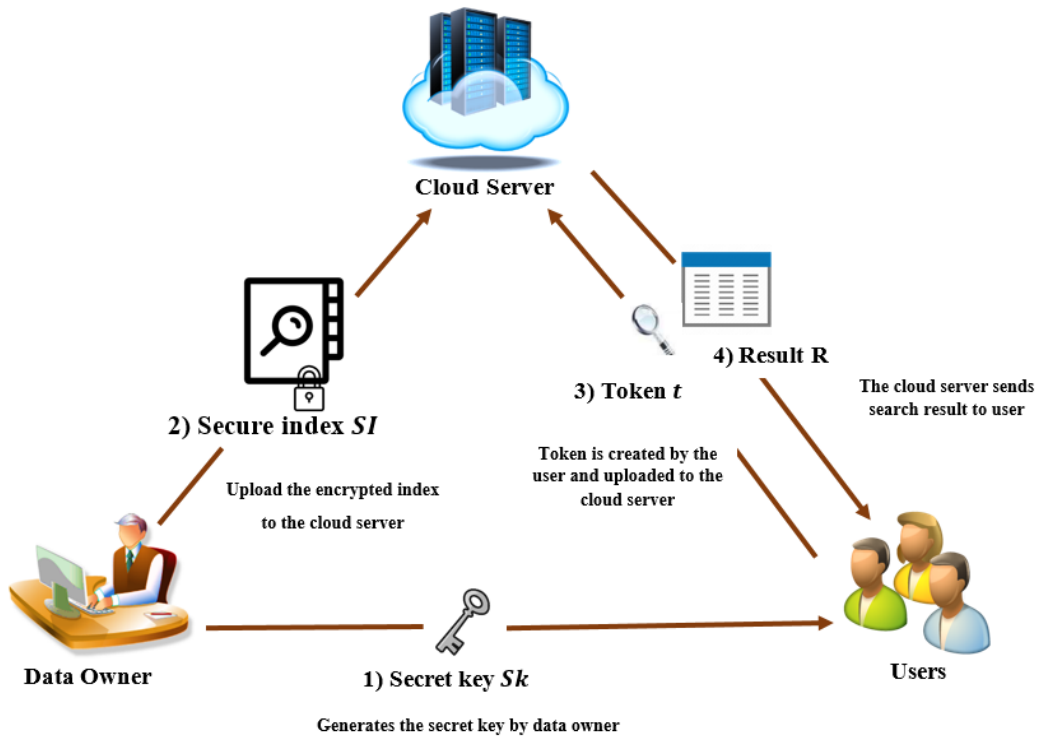 Cloud Server
4) Result R
3) Token t
The cloud server sends
search result to user
2) Secure index SI
Token is created by the
user and uploaded to the
cloud server
Upload the encrypted index
to the cloud server
Data Owner
1) Secret key Sk
Users
Generates the secret key by data owner